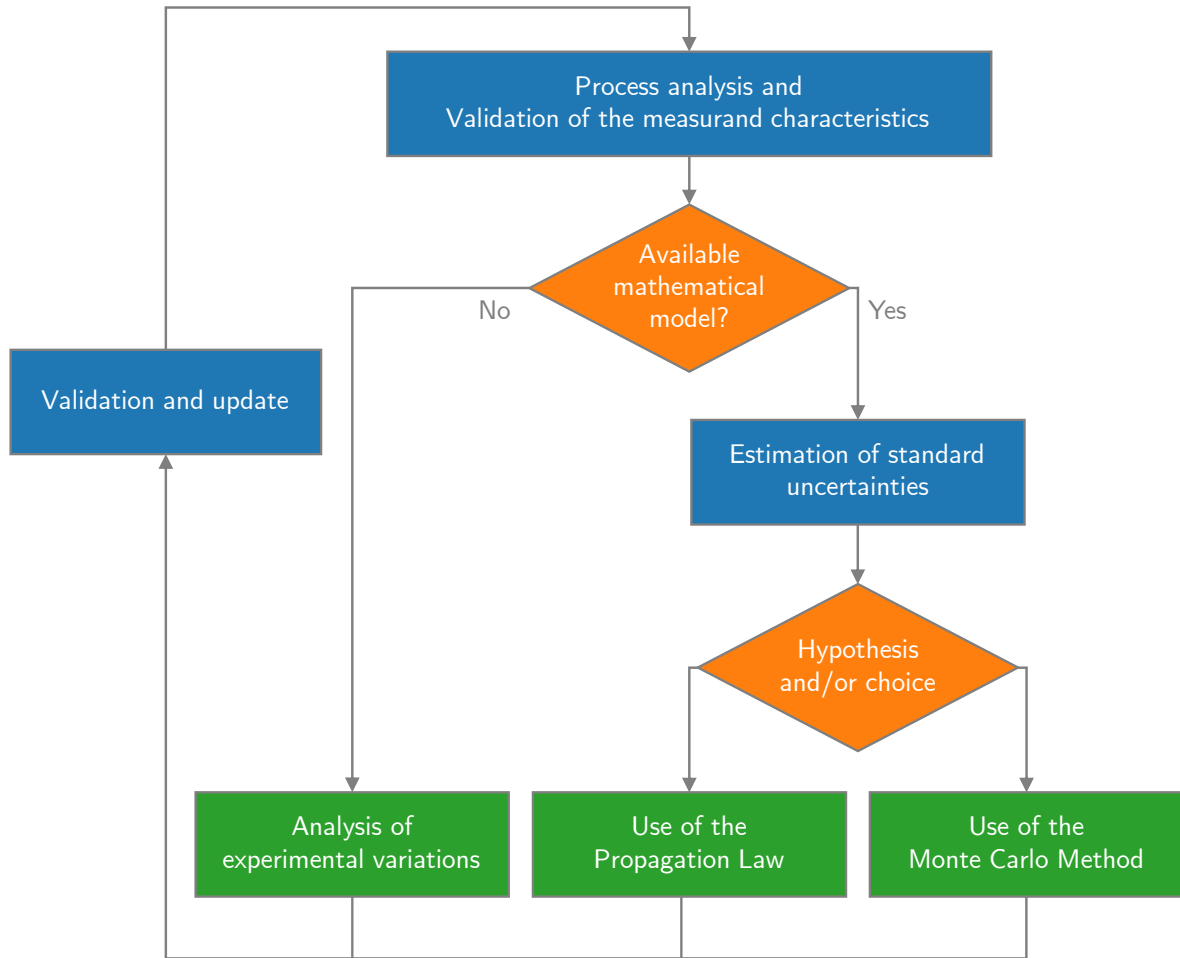 Process analysis and
Validation of the measurand characteristics
Available
mathematical
model?
No
Yes
Validation and update
Estimation of standard
uncertainties
Hypothesis
and/or choice
Analysis of
experimental variations
Use of the
Propagation Law
Use of the
Monte Carlo Method